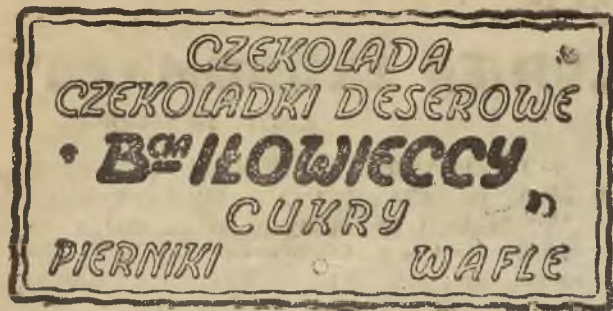 CZEKOLADA
CZEKOLADKI DESEROWE
BCIA IŁOWIECCY
CUKRY
PIERNIKI WAFLE